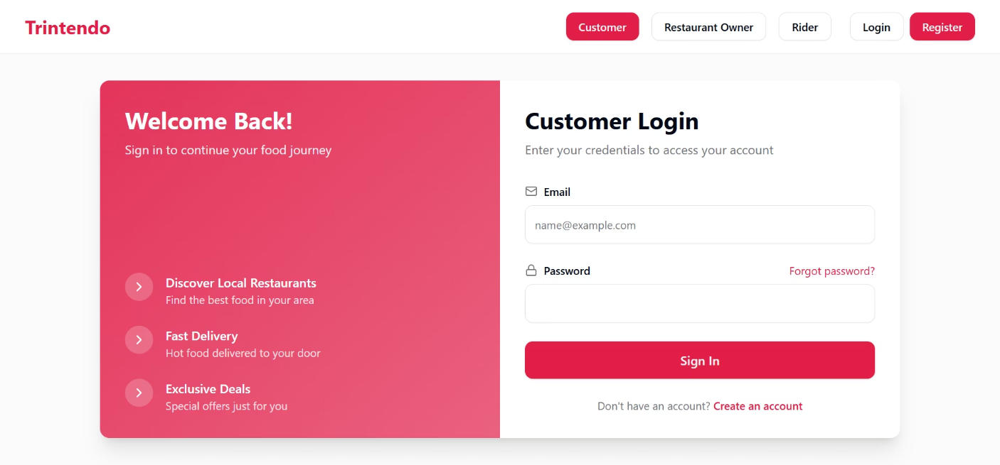 Trintendo
Customer
Restaurant Owner
Rider
Login
Register
Welcome Back!
Sign in to continue your food journey
Discover Local Restaurants
Find the best food in your area
Fast Delivery
Hot food delivered to your door
Exclusive Deals
Special offers just for you
Customer Login
Enter your credentials to access your account
Email
name@example.com
Password
Forgot password?
Sign In
Don't have an account? Create an account